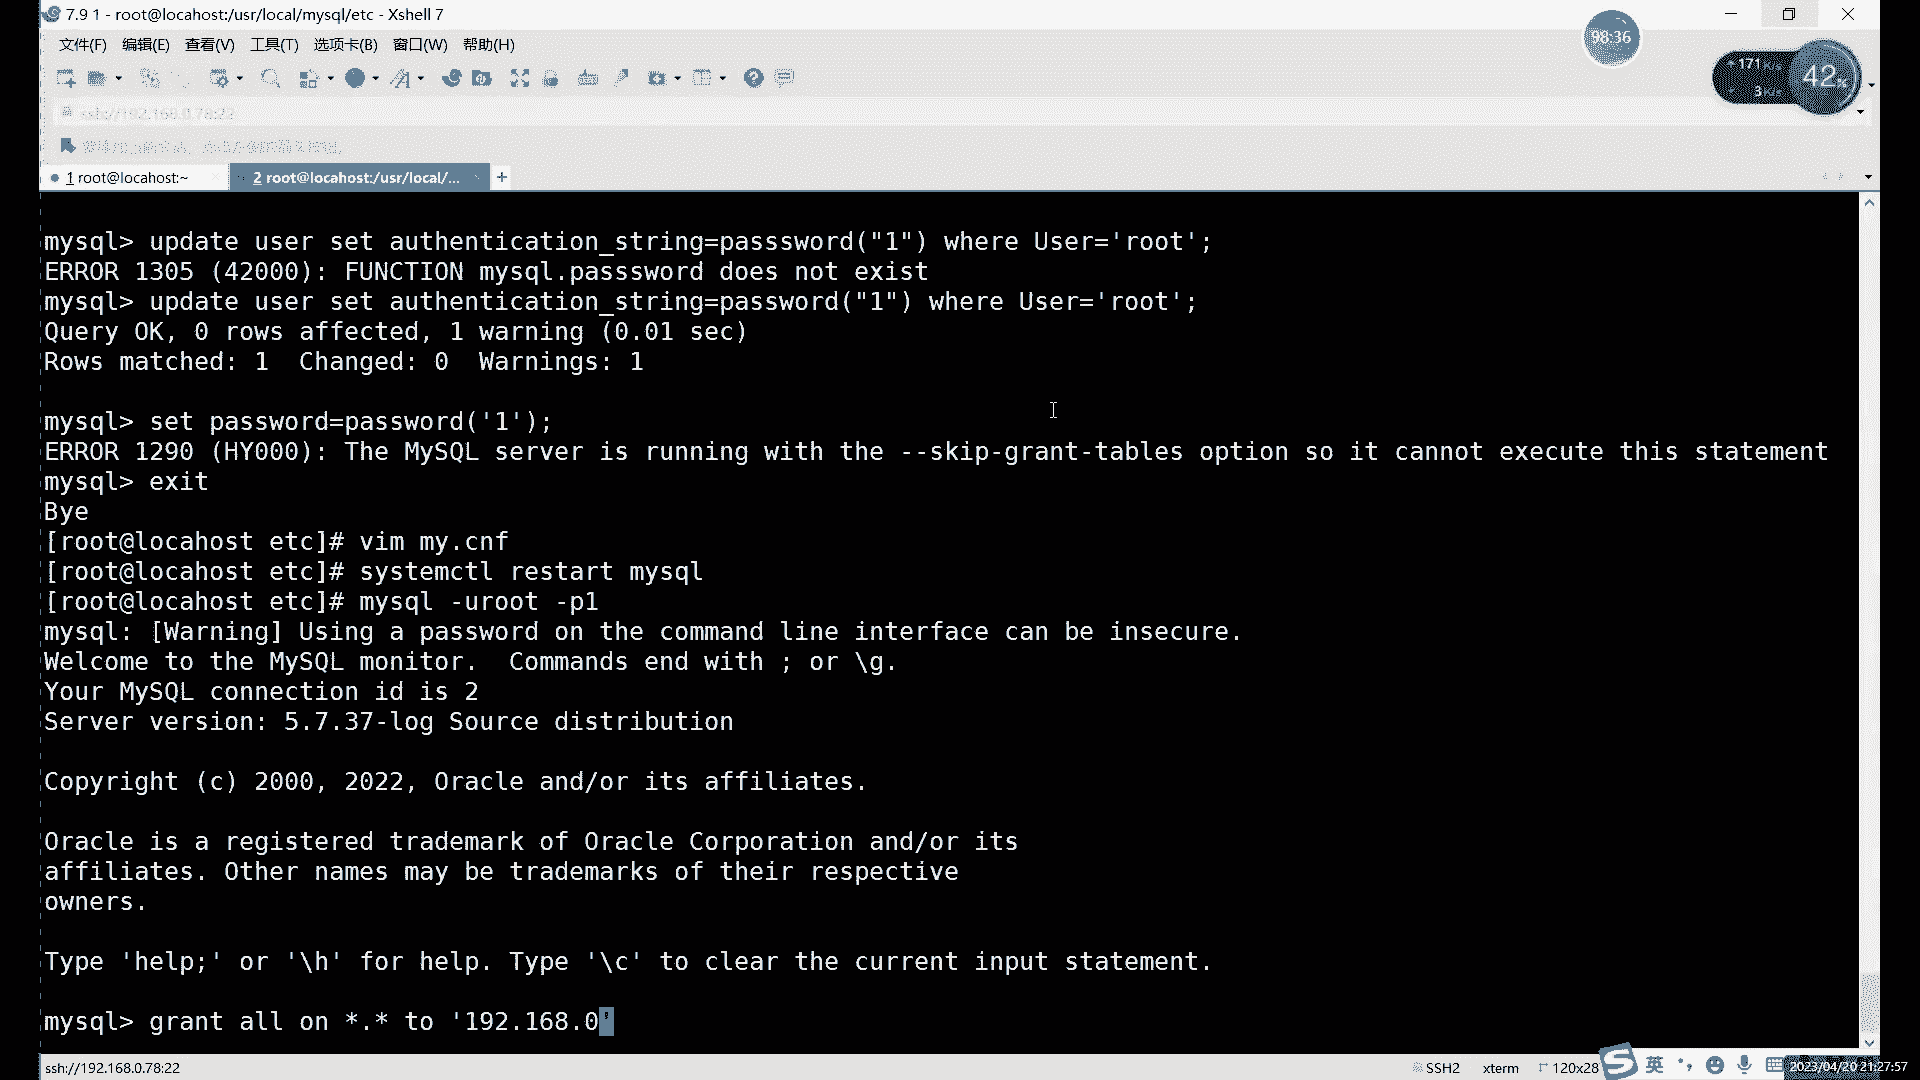 7.9 1 - root@locahost:/usr/local/mysql/etc - Xshell 7
98:36
文件(F) 编辑(E) 查看(V) 工具(T) 选项卡(B) 窗口(W) 帮助(H)
171 K/s
3 K/s
42%
ssh://192.168.0.78:22
1 root@locahost:~
2 root@locahost:/usr/local/...
mysql> update user set authentication_string=passsword("1") where User='root';
ERROR 1305 (42000): FUNCTION mysql.passsword does not exist
mysql> update user set authentication_string=password("1") where User='root';
Query OK, 0 rows affected, 1 warning (0.01 sec)
Rows matched: 1  Changed: 0  Warnings: 1
mysql> set password=password('1');
ERROR 1290 (HY000): The MySQL server is running with the --skip-grant-tables option so it cannot execute this statement
mysql> exit
Bye
[root@locahost etc]# vim my.cnf
[root@locahost etc]# systemctl restart mysql
[root@locahost etc]# mysql -uroot -p1
mysql: [Warning] Using a password on the command line interface can be insecure.
Welcome to the MySQL monitor.  Commands end with ; or \g.
Your MySQL connection id is 2
Server version: 5.7.37-log Source distribution
Copyright (c) 2000, 2022, Oracle and/or its affiliates.
Oracle is a registered trademark of Oracle Corporation and/or its
affiliates. Other names may be trademarks of their respective
owners.
Type 'help;' or '\h' for help. Type '\c' to clear the current input statement.
mysql> grant all on *.* to '192.168.0'
ssh://192.168.0.78:22
SSH2 xterm 120x28
英
2023/04/20 21:27:57